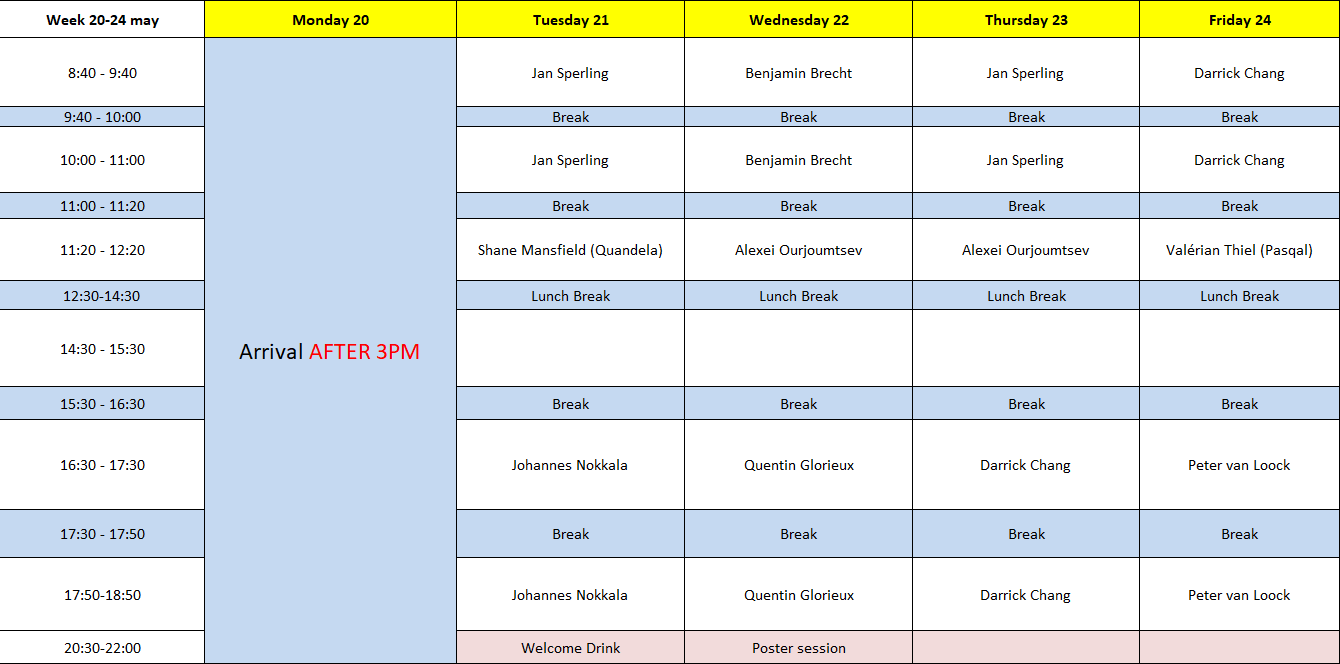 Week 20-24 may Monday 20 Tuesday 21 Wednesday 22 Thursday 23 Friday 24
8:40 - 9:40 Jan Sperling Benjamin Brecht Jan Sperling Darrick Chang
9:40 - 10:00 Break Break Break Break
10:00 - 11:00 Jan Sperling Benjamin Brecht Jan Sperling Darrick Chang
11:00 - 11:20 Break Break Break Break
11:20 - 12:20 Shane Mansfield (Quandela) Alexei Ourjoumtsev Alexei Ourjoumtsev Valérian Thiel (Pasqal)
12:30-14:30 Lunch Break Lunch Break Lunch Break Lunch Break
14:30 - 15:30 Arrival AFTER 3PM
15:30 - 16:30 Break Break Break Break
16:30 - 17:30 Johannes Nokkala Quentin Glorieux Darrick Chang Peter van Loock
17:30 - 17:50 Break Break Break Break
17:50-18:50 Johannes Nokkala Quentin Glorieux Darrick Chang Peter van Loock
20:30-22:00 Welcome Drink Poster session